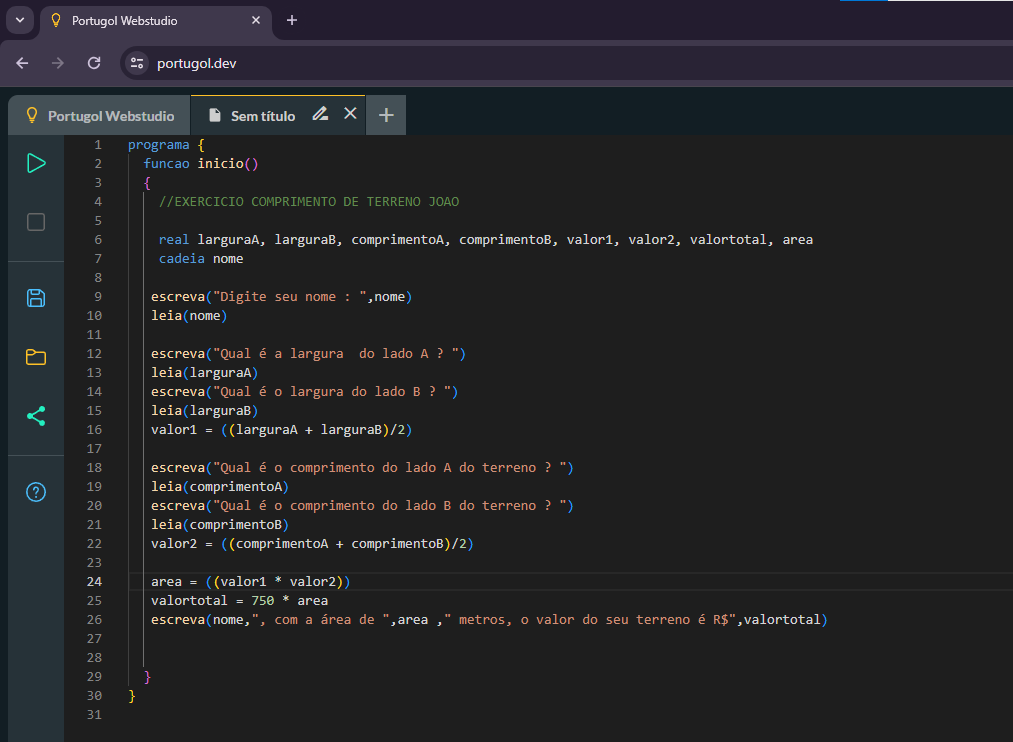 Portugol Webstudio
portugol.dev
Portugol Webstudio Sem título
1 programa {
2 funcao inicio()
3 {
4 //EXERCICIO COMPRIMENTO DE TERRENO JOAO
5
6 real larguraA, larguraB, comprimentoA, comprimentoB, valor1, valor2, valortotal, area
7 cadeia nome
8
9 escreva("Digite seu nome : ",nome)
10 leia(nome)
11
12 escreva("Qual é a largura  do lado A ? ")
13 leia(larguraA)
14 escreva("Qual é o largura do lado B ? ")
15 leia(larguraB)
16 valor1 = ((larguraA + larguraB)/2)
17
18 escreva("Qual é o comprimento do lado A do terreno ? ")
19 leia(comprimentoA)
20 escreva("Qual é o comprimento do lado B do terreno ? ")
21 leia(comprimentoB)
22 valor2 = ((comprimentoA + comprimentoB)/2)
23
24 area = ((valor1 * valor2))
25 valortotal = 750 * area
26 escreva(nome,", com a área de ",area ," metros, o valor do seu terreno é R$",valortotal)
27
28
29 }
30 }
31